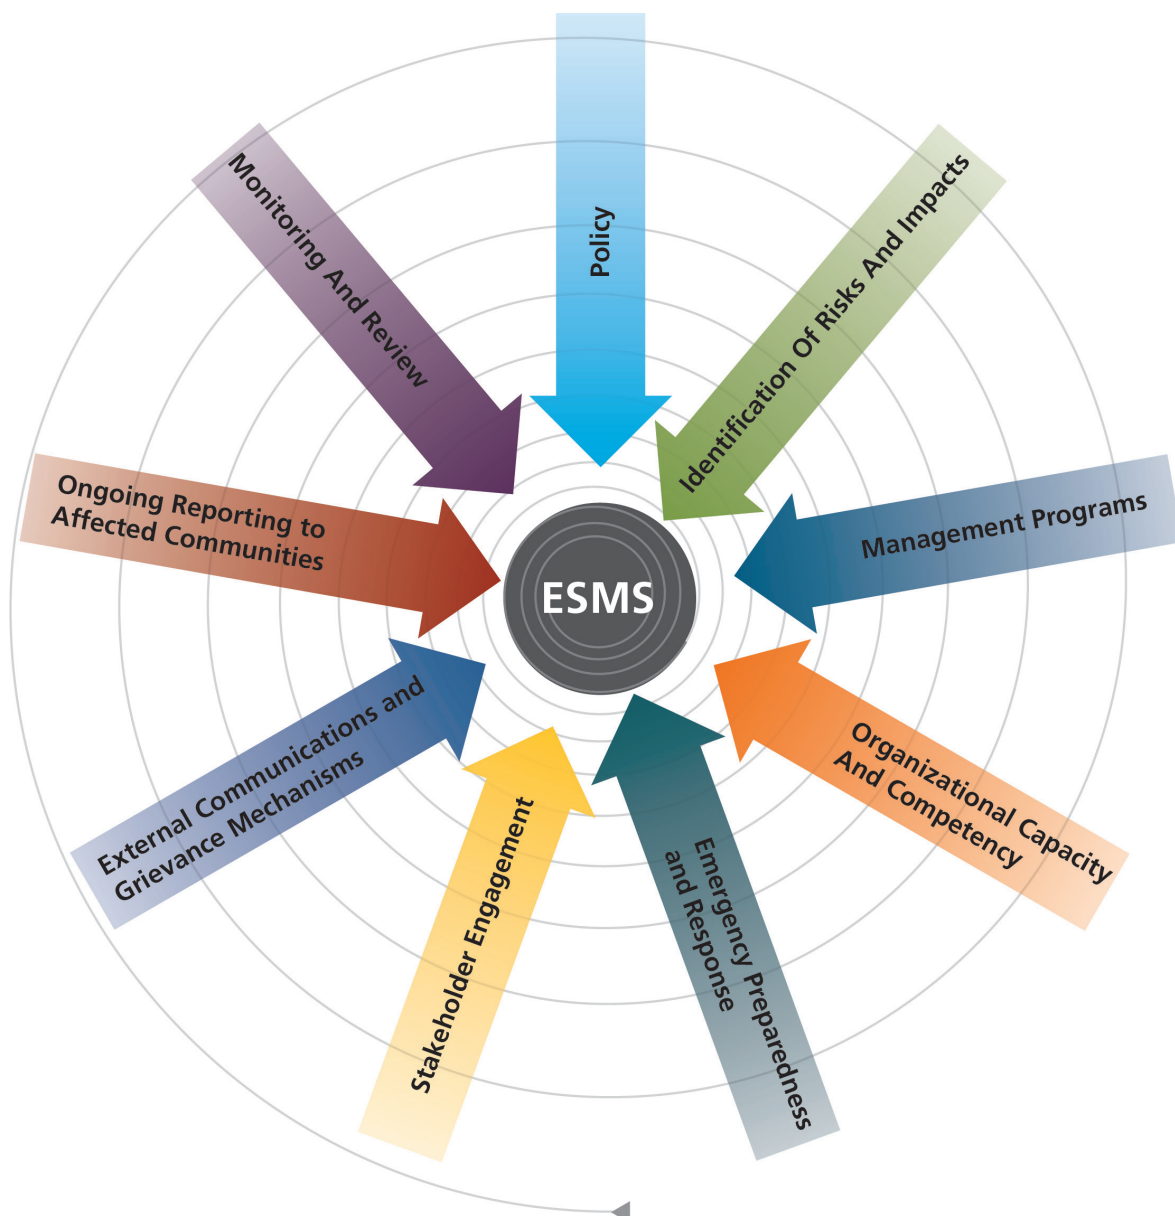 Policy
Identification Of Risks And Impacts
Management Programs
Organizational Capacity
And Competency
Emergency Preparedness
and Response
Stakeholder Engagement
External Communications and
Grievance Mechanisms
Ongoing Reporting to
Affected Communities
Monitoring And Review
ESMS